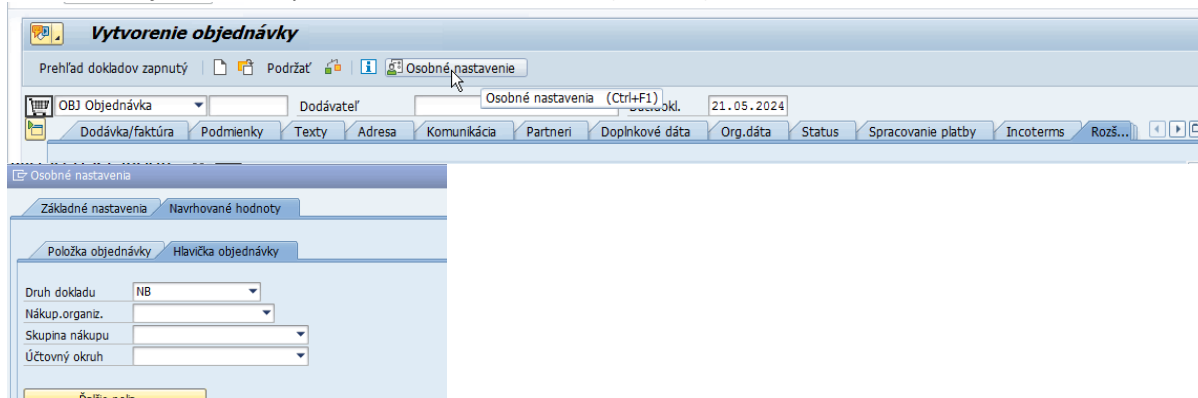 Vytvorenie objednávky
Prehľad dokladov zapnutý Podržať Osobné nastavenie
Osobné nastavenia (Ctrl+F1)
OBJ Objednávka Dodávateľ 21.05.2024
Dodávka/faktúra Podmienky Texty Adresa Komunikácia Partneri Doplnkové dáta Org.dáta Status Spracovanie platby Incoterms Rozš...
Osobné nastavenia
Základné nastavenia Navrhované hodnoty
Položka objednávky Hlavička objednávky
Druh dokladu NB
Nákup.organiz.
Skupina nákupu
Účtovný okruh